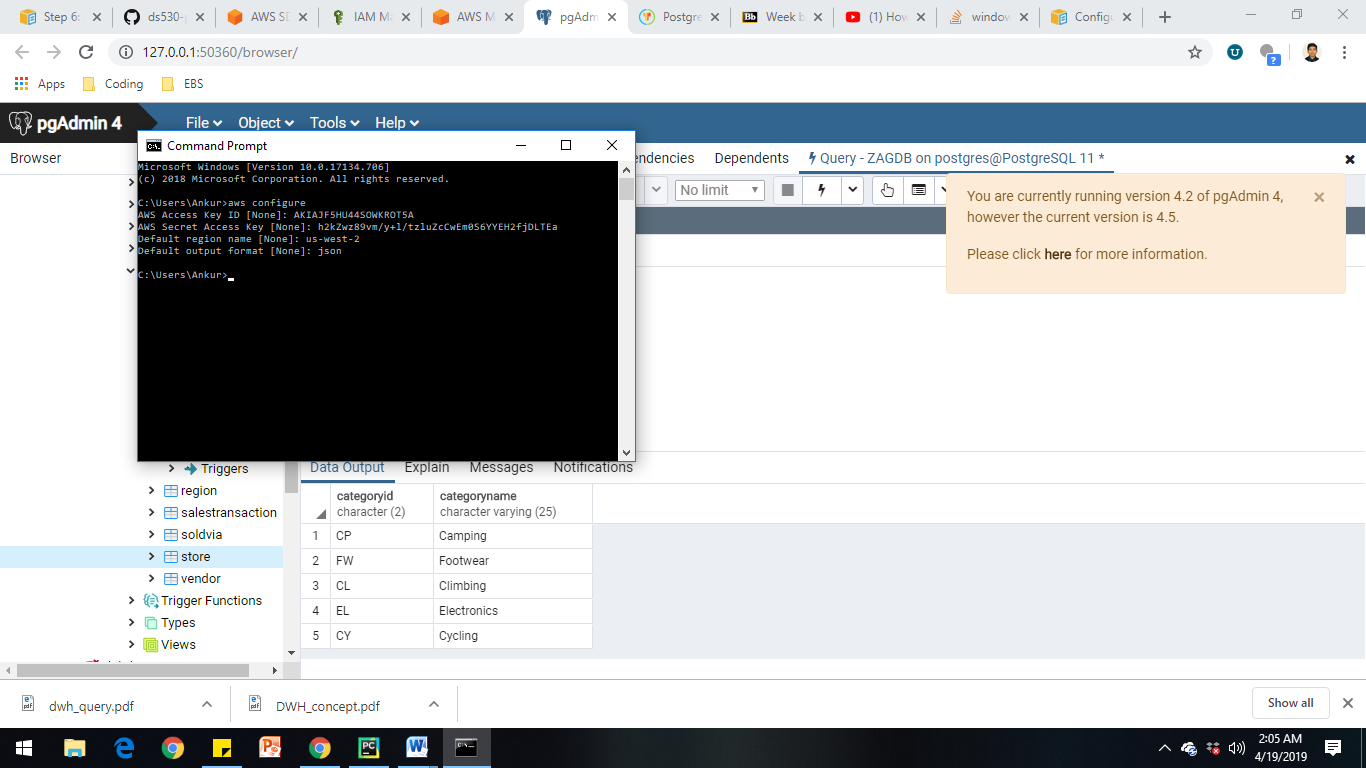 Step 6:
ds530-
AWS SD
IAM Ma
AWS M
pgAdm
Postgre
Week b
(1) How
window
Configu
127.0.0.1:50360/browser/
Apps
Coding
EBS
pgAdmin 4
File
Object
Tools
Help
Browser
Command Prompt
Microsoft Windows [Version 10.0.17134.706]
(c) 2018 Microsoft Corporation. All rights reserved.
C:\Users\Ankur>aws configure
AWS Access Key ID [None]: [redacted]
AWS Secret Access Key [None]: [redacted]
Default region name [None]: us-west-2
Default output format [None]: json
C:\Users\Ankur>
endencies
Dependents
Query - ZAGDB on postgres@PostgreSQL 11 *
No limit
You are currently running version 4.2 of pgAdmin 4,
however the current version is 4.5.
Please click here for more information.
Triggers
region
salestransaction
soldvia
store
vendor
Trigger Functions
Types
Views
Data Output
Explain
Messages
Notifications
categoryid categoryname
character (2) character varying (25)
1 CP Camping
2 FW Footwear
3 CL Climbing
4 EL Electronics
5 CY Cycling
dwh_query.pdf
DWH_concept.pdf
Show all
2:05 AM
4/19/2019